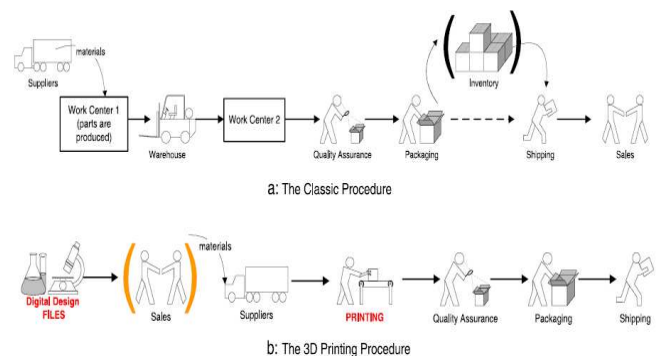 materials
Suppliers
Inventory
Work Center 1
(parts are
produced)
Work Center 2
Warehouse
Quality Assurance
Packaging
Shipping
Sales
a: The Classic Procedure
materials
Digital Design
FILES
Sales
Suppliers
PRINTING
Quality Assurance
Packaging
Shipping
b: The 3D Printing Procedure